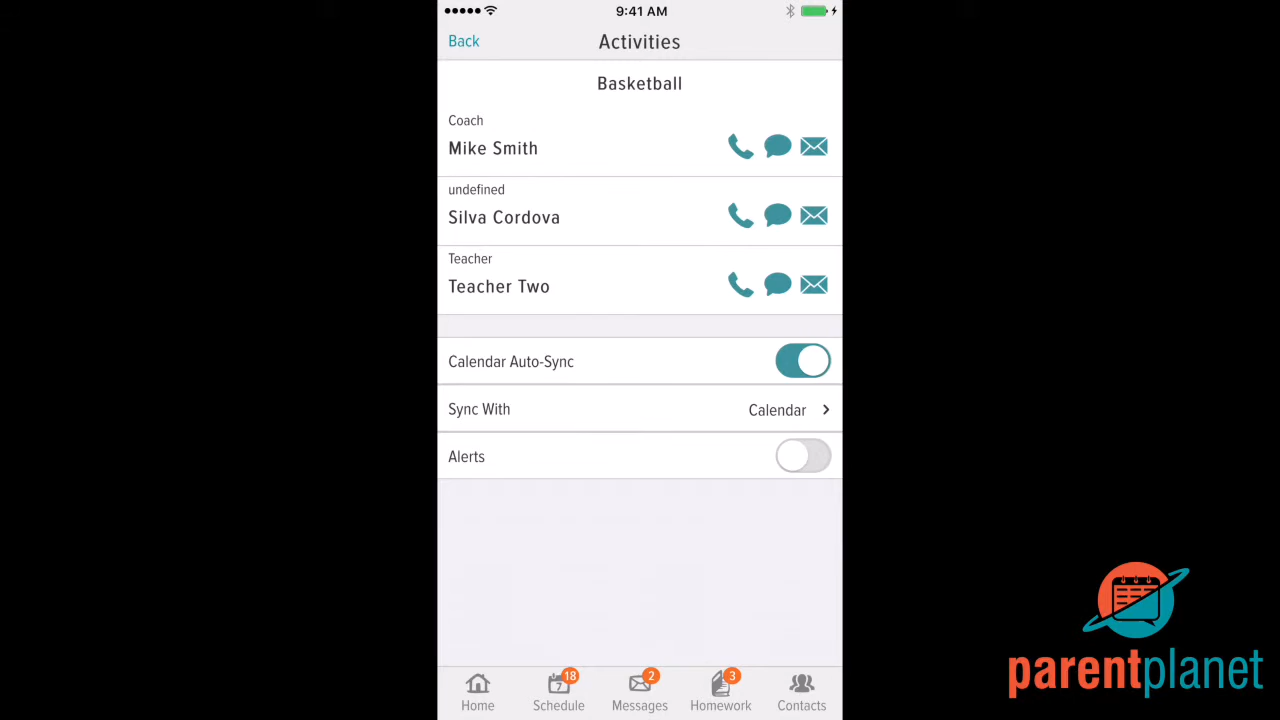 9:41 AM
Back
Activities
Basketball
Coach
Mike Smith
undefined
Silva Cordova
Teacher
Teacher Two
Calendar Auto-Sync
Sync With
Calendar
Alerts
18
7
2
3
Home
Schedule
Messages
Homework
Contacts
parentplanet